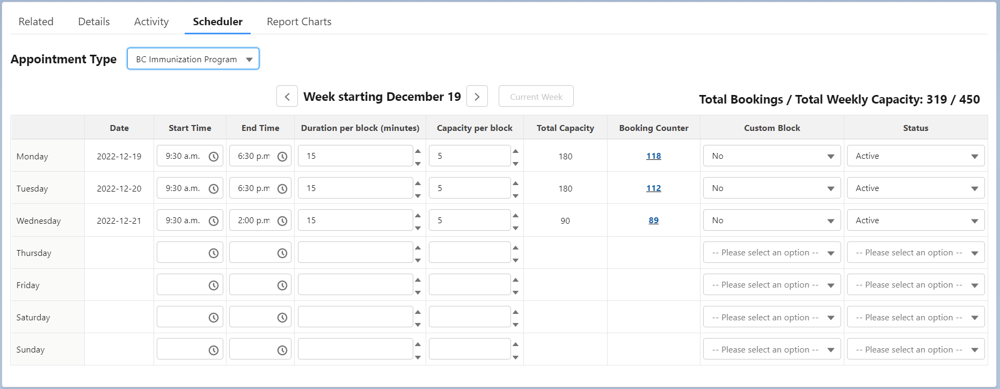 Related Details Activity Scheduler Report Charts
Appointment Type BC Immunization Program
Week starting December 19 Current Week Total Bookings / Total Weekly Capacity: 319 / 450
Date Start Time End Time Duration per block (minutes) Capacity per block Total Capacity Booking Counter Custom Block Status
Monday 2022-12-19 9:30 a.m. 6:30 p.m 15 5 180 118 No Active
Tuesday 2022-12-20 9:30 a.m. 6:30 p.m 15 5 180 112 No Active
Wednesday 2022-12-21 9:30 a.m. 2:00 p.m 15 5 90 89 No Active
Thursday -- Please select an option -- -- Please select an option --
Friday -- Please select an option -- -- Please select an option --
Saturday -- Please select an option -- -- Please select an option --
Sunday -- Please select an option -- -- Please select an option --